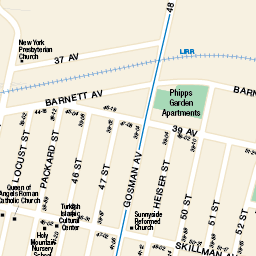 48
New York
Presbyterian
Church
37 AV
LIRR
BARNETT AV
BARN
Phipps
Garden
Apartments
39 AV
LOCUST ST
PACKARD ST
46 ST
47 ST
GOSMAN AV
HEISER ST
50 ST
51 ST
52 ST
Queen of
Angels Roman
Catholic Church
Turkish
Islamic
Cultural
Center
Sunnyside
Reformed
Church
Holy
Mountain
Nursery
School
SKILLMAN AV